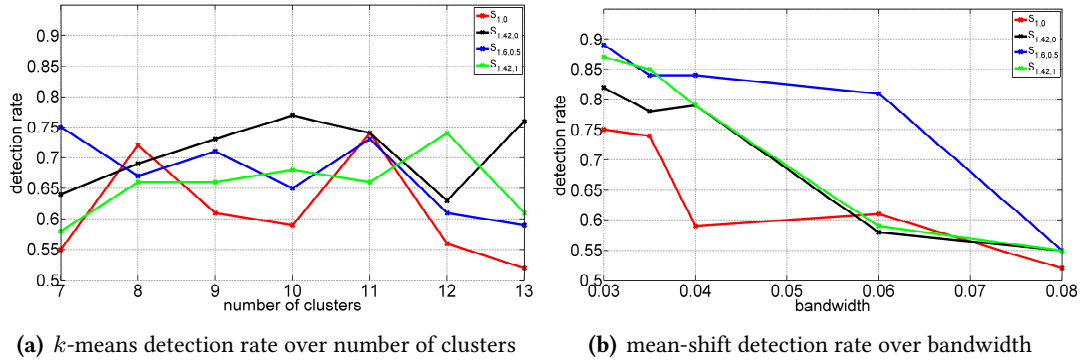 S1,0
S1.42,0
S1.6,0.5
S1.42,1
0.9
0.85
0.8
0.75
0.7
0.65
0.6
0.55
0.5
detection rate
7 8 9 10 11 12 13
number of clusters
(a) k-means detection rate over number of clusters
S1,0
S1.42,0
S1.6,0.5
S1.42,1
0.9
0.85
0.8
0.75
0.7
0.65
0.6
0.55
0.5
detection rate
0.03 0.04 0.05 0.06 0.07 0.08
bandwidth
(b) mean-shift detection rate over bandwidth